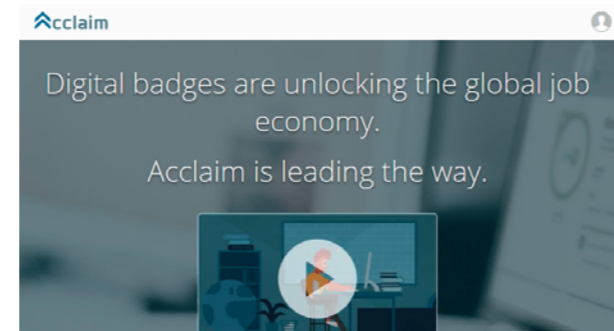 Acclaim
Digital badges are unlocking the global job
economy.
Acclaim is leading the way.